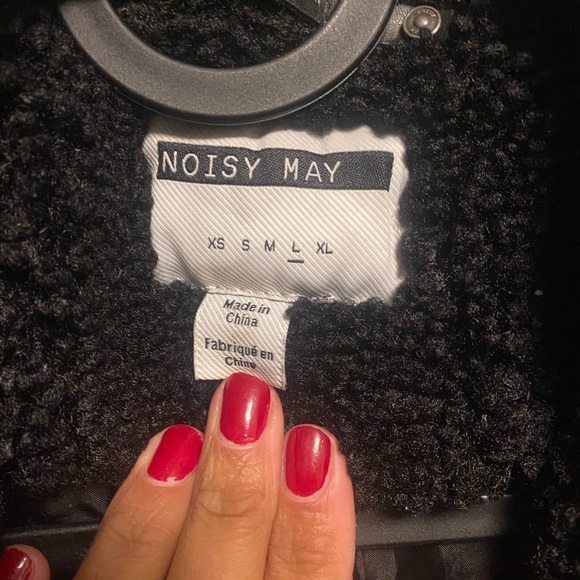 NOISY MAY
XS S M L XL
Made in
China
Fabriqué en
Chine